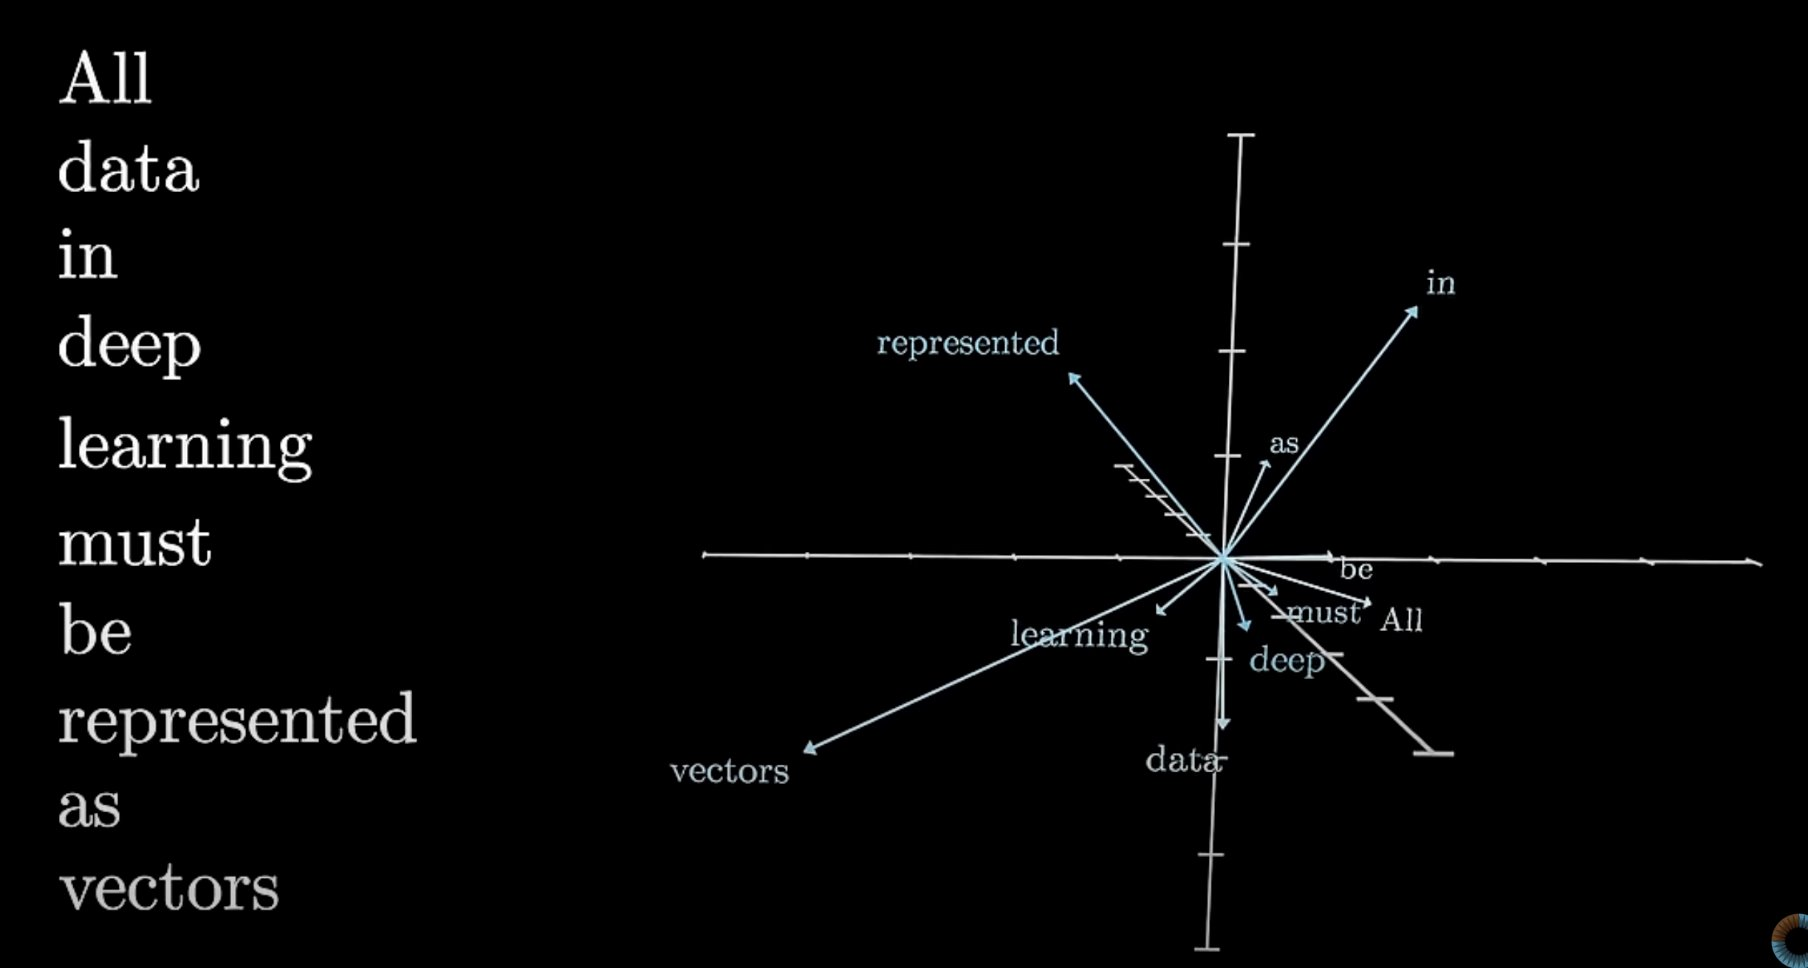 All
data
in
deep
learning
must
be
represented
as
vectors
in
represented
as
be
must
All
learning
deep
data
vectors